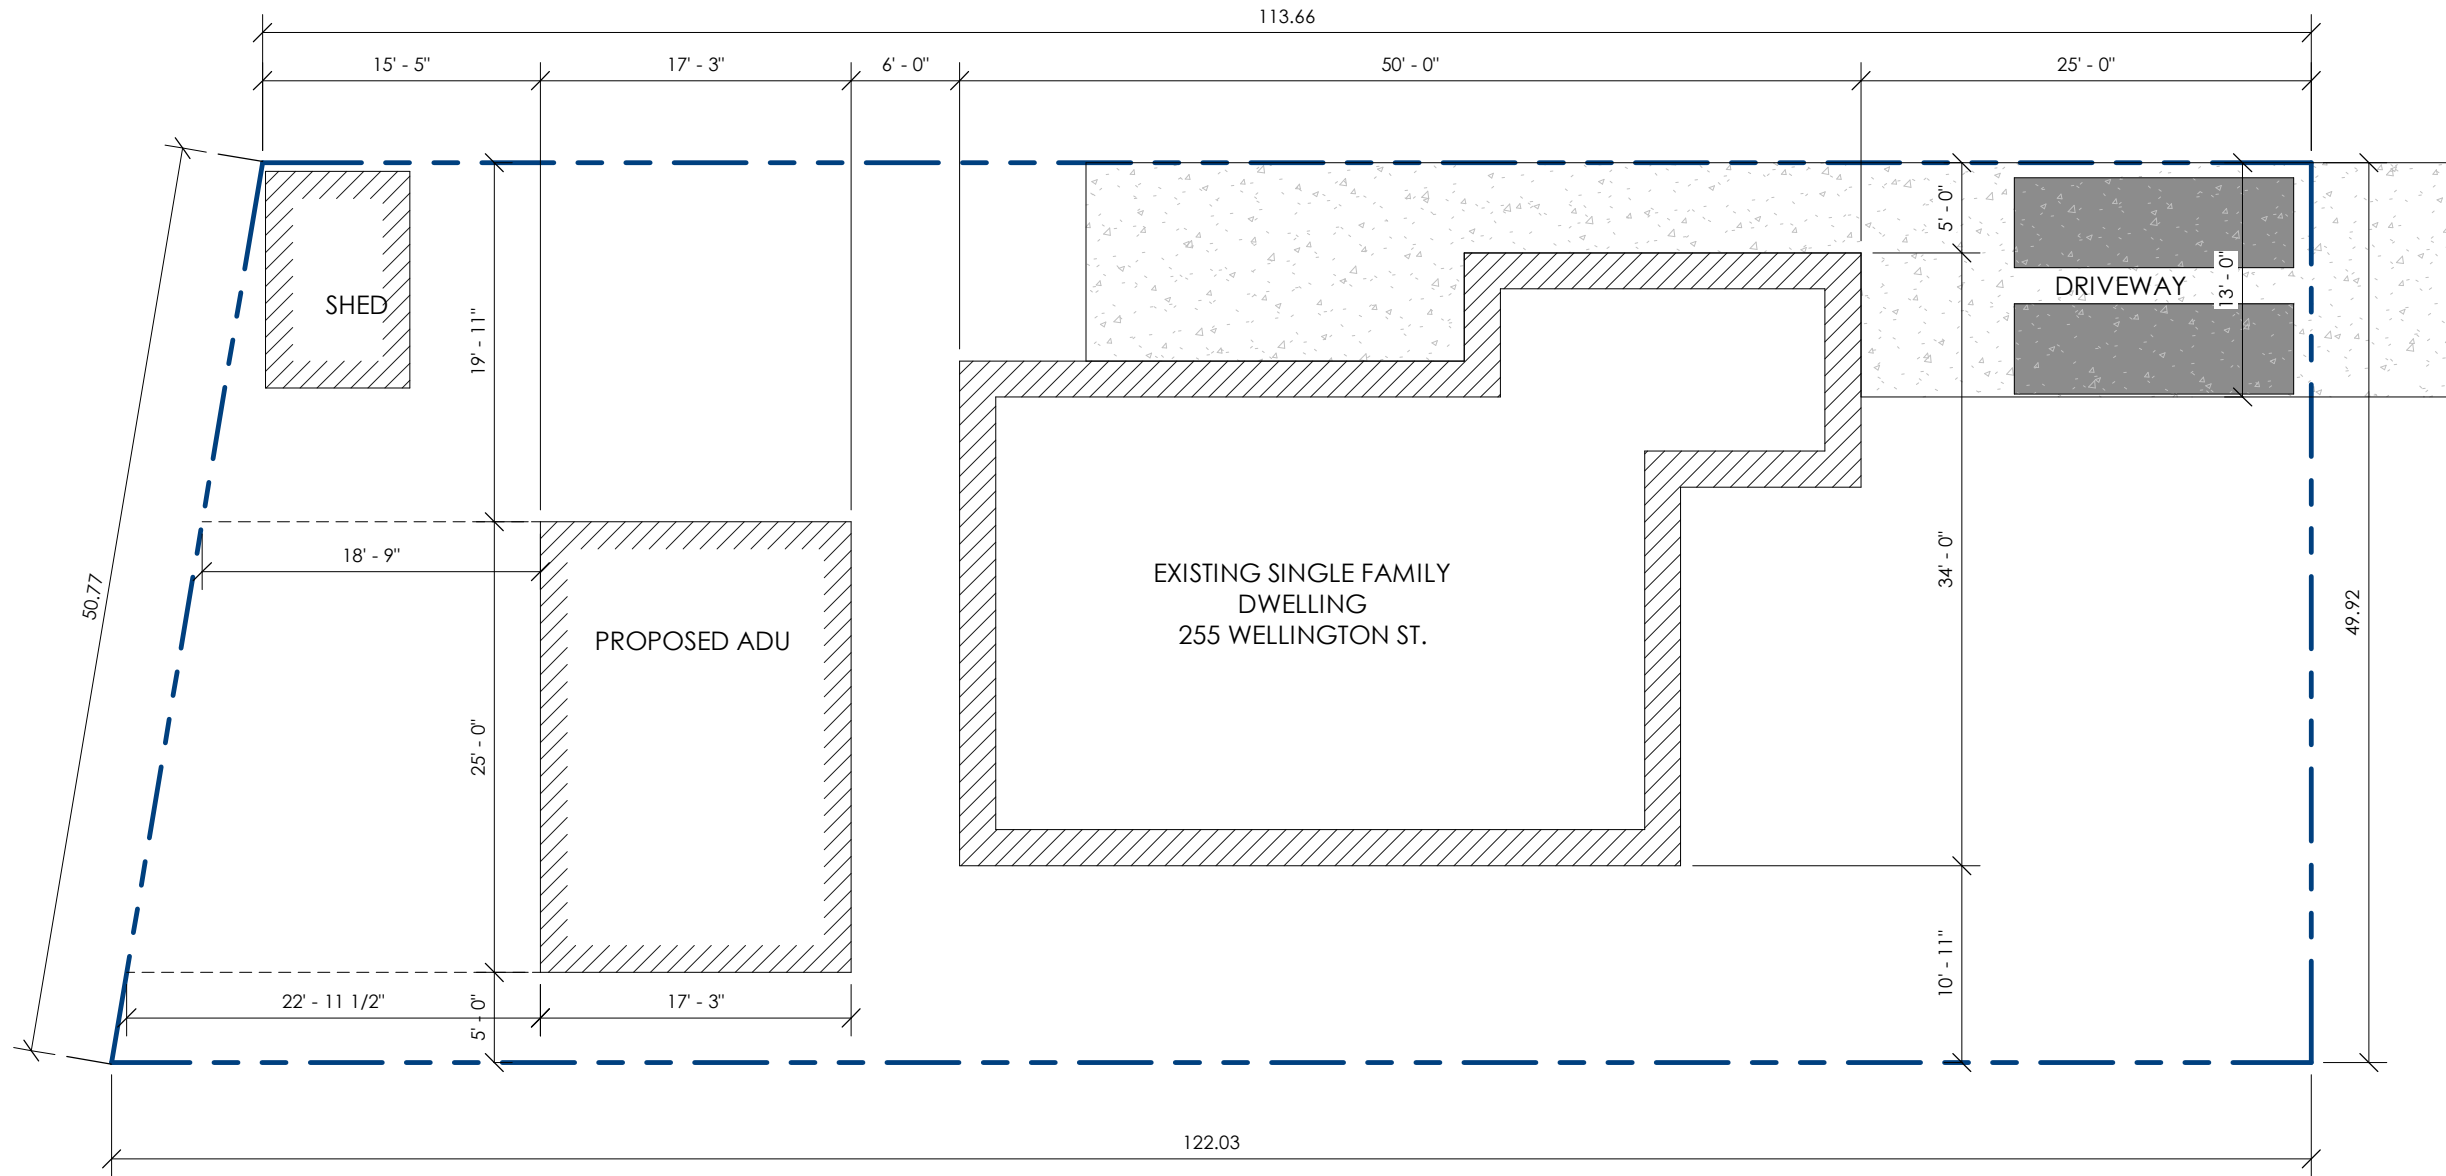 113.66
15' - 5"
17' - 3"
6' - 0"
50' - 0"
25' - 0"
5' - 0"
SHED
DRIVEWAY
13' - 0"
19' - 11"
18' - 9"
50.77
EXISTING SINGLE FAMILY
DWELLING
255 WELLINGTON ST.
34' - 0"
49.92
PROPOSED ADU
25' - 0"
10' - 11"
22' - 11 1/2"
5' - 0"
17' - 3"
122.03